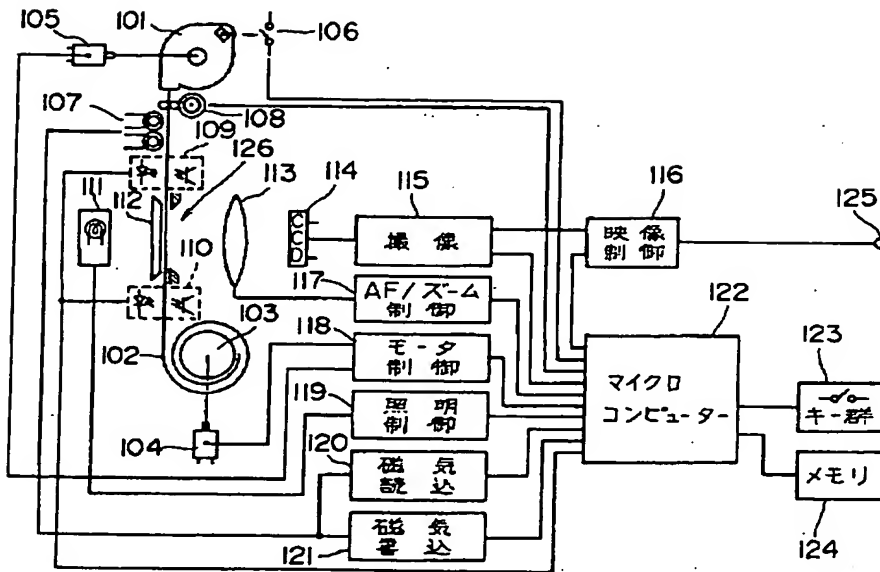 105
101
106
107
108
109
126
113
114
115
116
125
111
112
CCD
撮像
映像
制御
110
117
AF/ズーム
制御
122
103
118
モータ
制御
マイクロ
コンピューター
123
キー群
102
119
照明
制御
104
120
磁気
読込
メモリ
124
磁気
書込
121